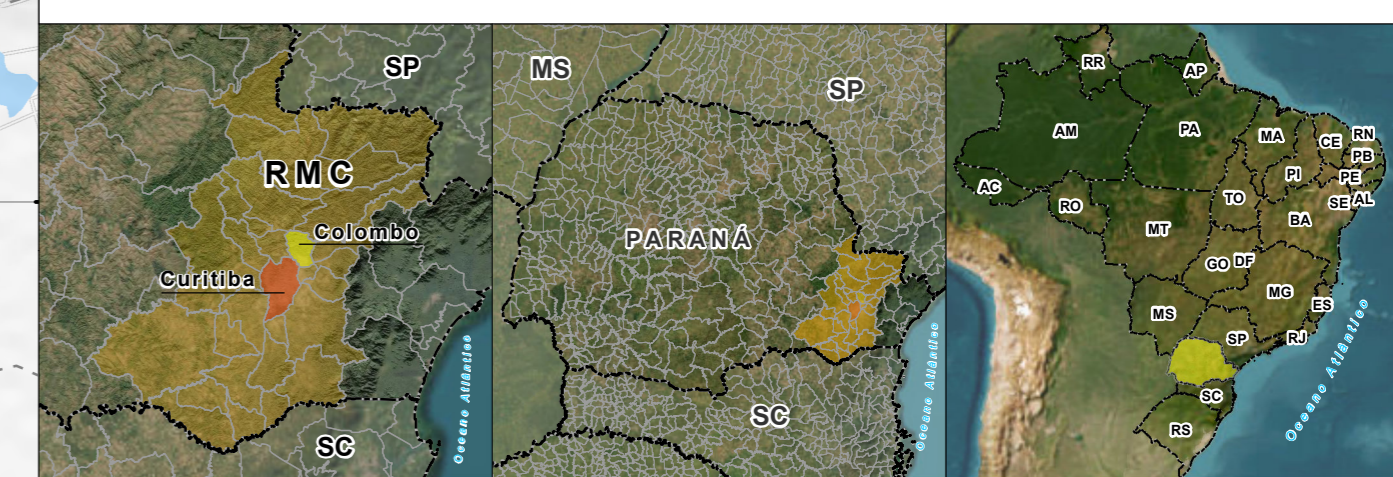 SP
RMC
Colombo
Curitiba
SC
Oceano Atlântico
MS
SP
PARANÁ
SC
Oceano Atlântico
RR
AP
AM
PA
MA
CE
RN
PB
PI
PE
AC
RO
TO
SE
AL
BA
MT
GO
DF
MG
MS
ES
SP
RJ
SC
RS
Oceano Atlântico